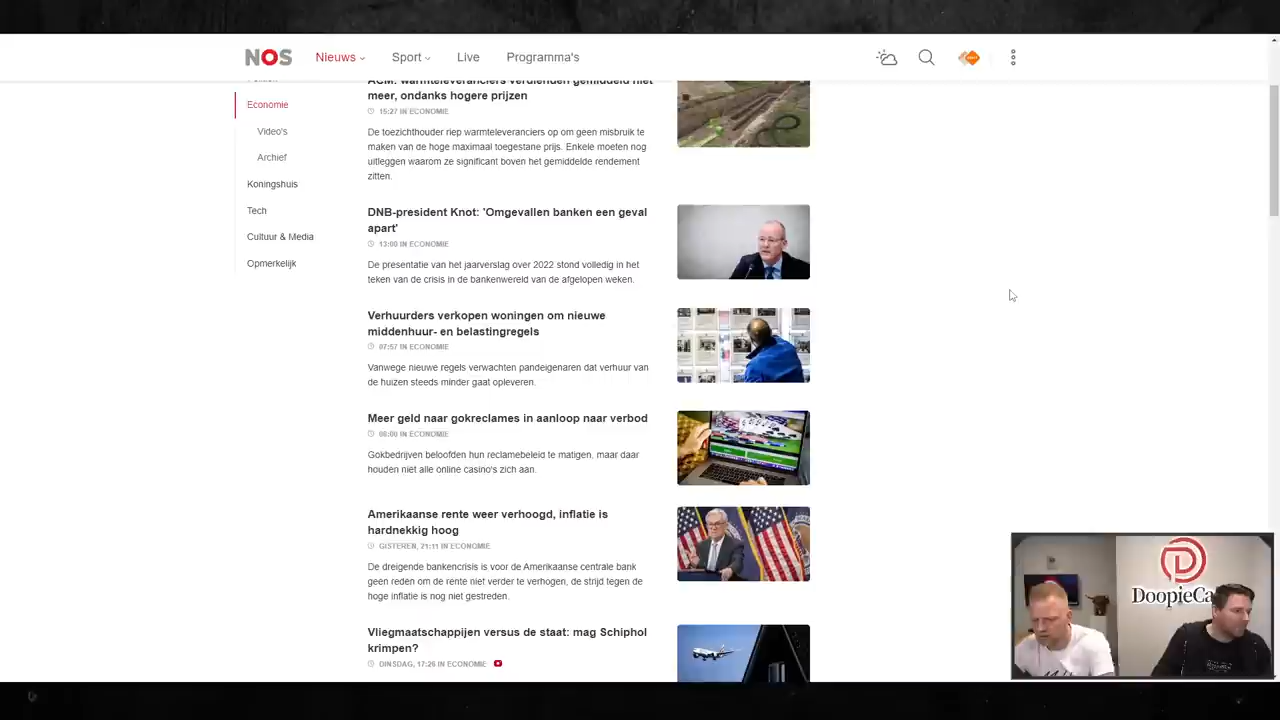 NOS
Nieuws
Sport
Live
Programma's
Economie
Video's
Archief
Koningshuis
Tech
Cultuur & Media
Opmerkelijk
ACM: warmteleveranciers verdienden gemiddeld niet
meer, ondanks hogere prijzen
15:27 IN ECONOMIE
De toezichthouder riep warmteleveranciers op om geen misbruik te
maken van de hoge maximaal toegestane prijs. Enkele moeten nog
uitleggen waarom ze significant boven het gemiddelde rendement
zitten.
DNB-president Knot: 'Omgevallen banken een geval
apart'
13:00 IN ECONOMIE
De presentatie van het jaarverslag over 2022 stond volledig in het
teken van de crisis in de bankenwereld van de afgelopen weken.
Verhuurders verkopen woningen om nieuwe
middenhuur- en belastingregels
07:57 IN ECONOMIE
Vanwege nieuwe regels verwachten pandeigenaren dat verhuur van
de huizen steeds minder gaat opleveren.
Meer geld naar gokreclames in aanloop naar verbod
06:00 IN ECONOMIE
Gokbedrijven beloofden hun reclamebeleid te matigen, maar daar
houden niet alle online casino's zich aan.
Amerikaanse rente weer verhoogd, inflatie is
hardnekkig hoog
GISTEREN, 21:11 IN ECONOMIE
De dreigende bankencrisis is voor de Amerikaanse centrale bank
geen reden om de rente niet verder te verhogen, de strijd tegen de
hoge inflatie is nog niet gestreden.
Vliegmaatschappijen versus de staat: mag Schiphol
krimpen?
DINSDAG, 17:26 IN ECONOMIE
DoopieCa